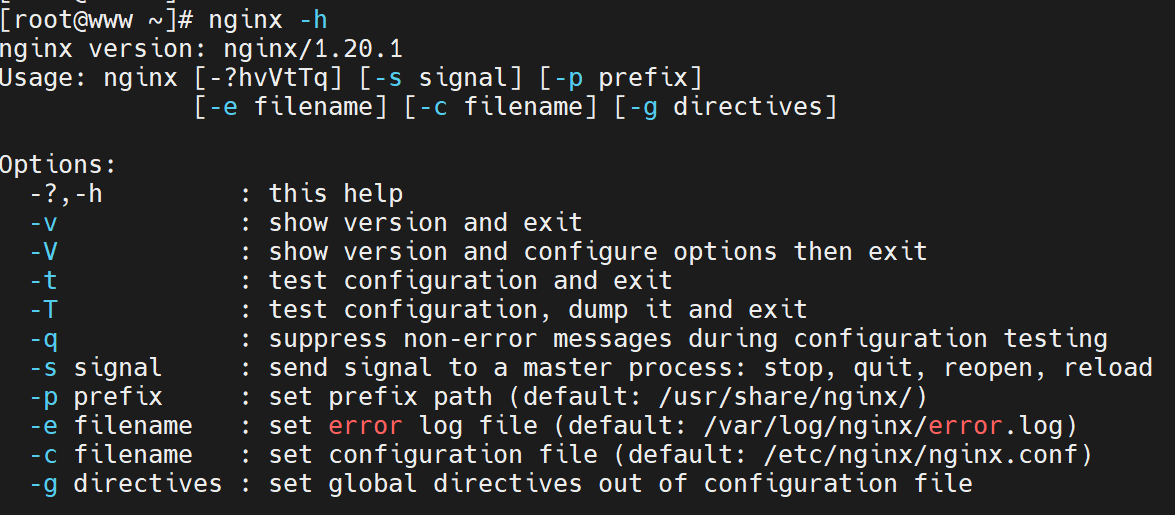 [root@www ~]# nginx -h
nginx version: nginx/1.20.1
Usage: nginx [-?hvVtTq] [-s signal] [-p prefix]
             [-e filename] [-c filename] [-g directives]

Options:
  -?,-h         : this help
  -v            : show version and exit
  -V            : show version and configure options then exit
  -t            : test configuration and exit
  -T            : test configuration, dump it and exit
  -q            : suppress non-error messages during configuration testing
  -s signal     : send signal to a master process: stop, quit, reopen, reload
  -p prefix     : set prefix path (default: /usr/share/nginx/)
  -e filename   : set error log file (default: /var/log/nginx/error.log)
  -c filename   : set configuration file (default: /etc/nginx/nginx.conf)
  -g directives : set global directives out of configuration file